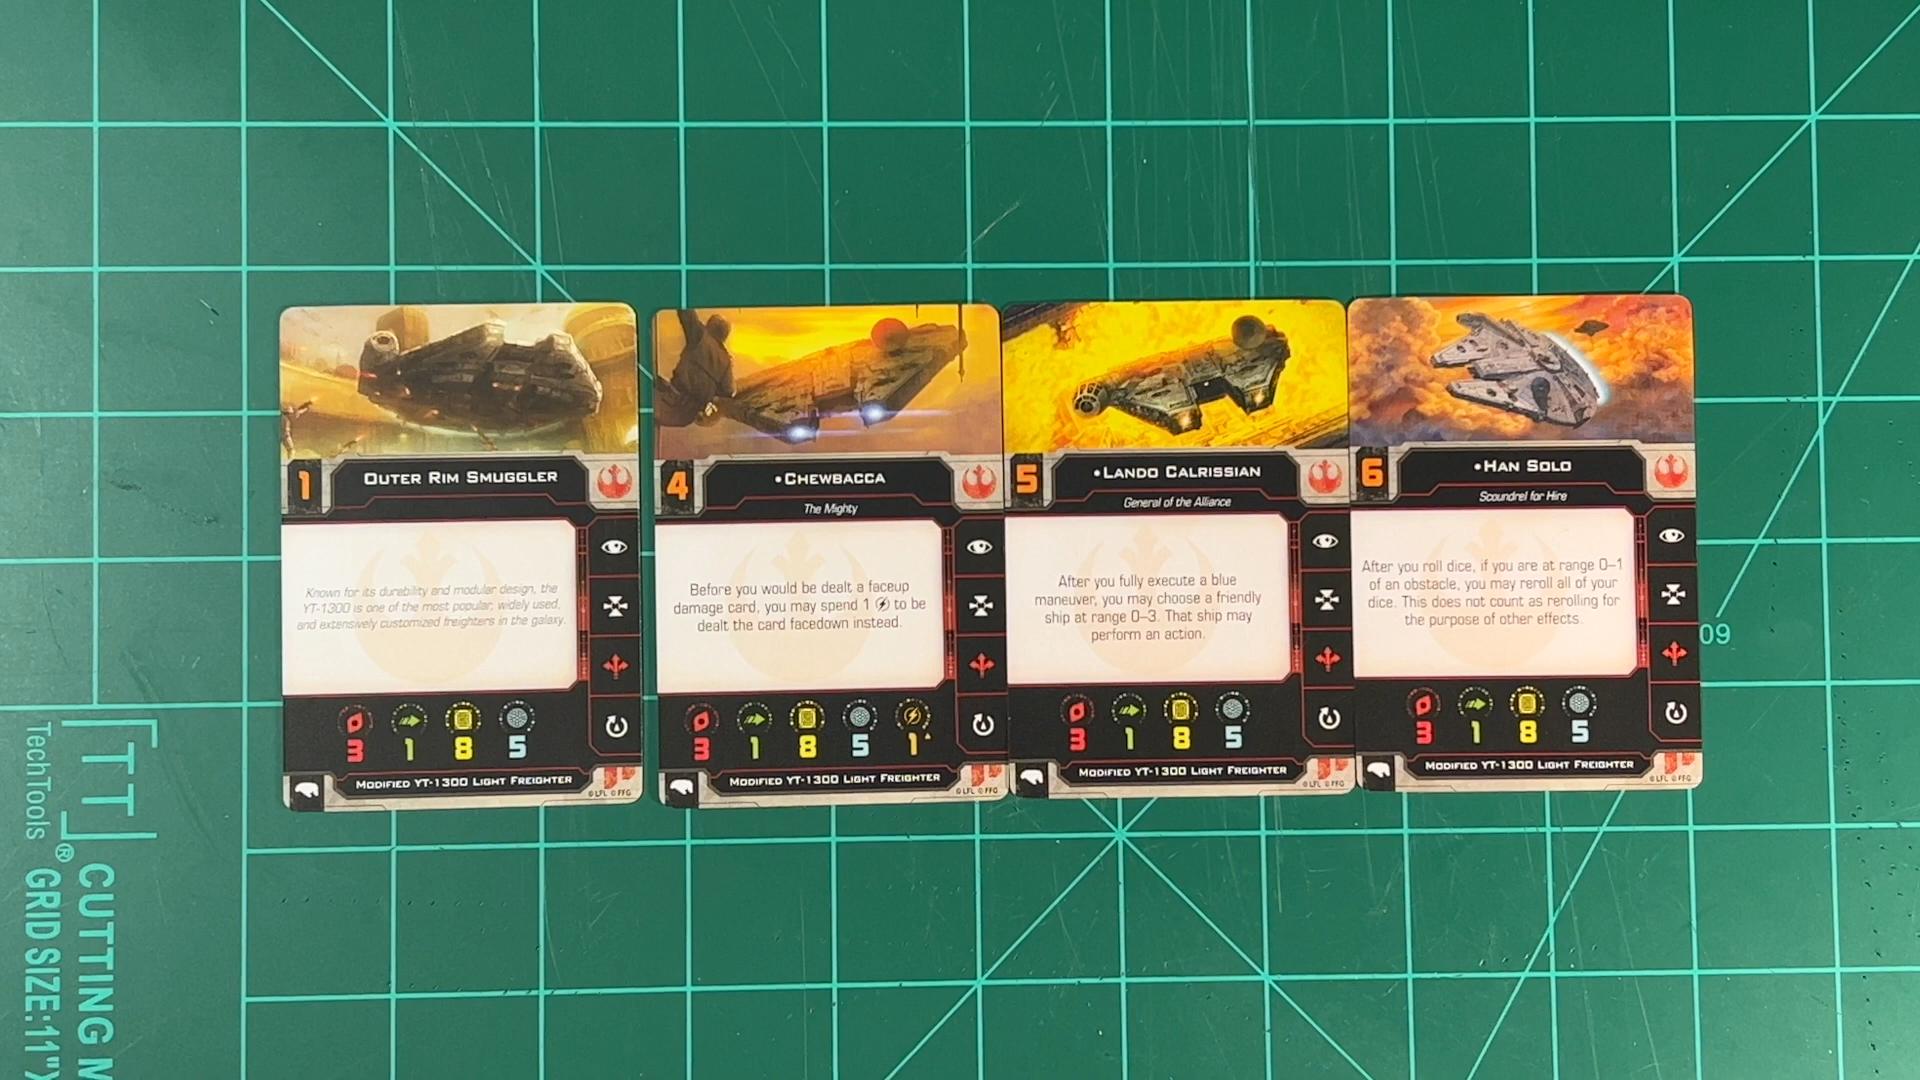 1
OUTER RIM SMUGGLER
Known for its durability and modular design, the
YT-1300 is one of the most popular, widely used,
and extensively customized freighters in the galaxy.
3 1 8 5
MODIFIED YT-1300 LIGHT FREIGHTER
4
•CHEWBACCA
The Mighty
Before you would be dealt a faceup
damage card, you may spend 1 to be
dealt the card facedown instead.
3 1 8 5 1
MODIFIED YT-1300 LIGHT FREIGHTER
©LFL ©FFG
5
•LANDO CALRISSIAN
General of the Alliance
After you fully execute a blue
maneuver, you may choose a friendly
ship at range 0–3. That ship may
perform an action.
3 1 8 5
MODIFIED YT-1300 LIGHT FREIGHTER
©LFL ©FFG
6
•HAN SOLO
Scoundrel for Hire
After you roll dice, if you are at range 0–1
of an obstacle, you may reroll all of your
dice. This does not count as rerolling for
the purpose of other effects.
3 1 8 5
MODIFIED YT-1300 LIGHT FREIGHTER
©LFL ©FFG
©LFL ©FFG
09
TT®
TechTools
CUTTING
GRID SIZE:11"